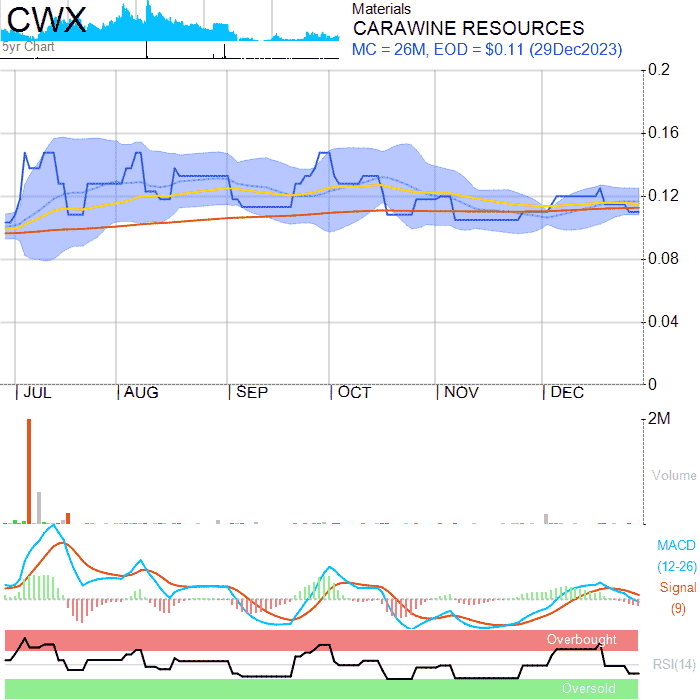 CWX
5yr Chart
Materials
CARAWINE RESOURCES
MC = 26M, EOD = $0.11 (29Dec2023)
0.2
0.16
0.12
0.08
0.04
0
JUL AUG SEP OCT NOV DEC
2M
Volume
MACD
(12-26)
Signal
(9)
Overbought
RSI(14)
Oversold